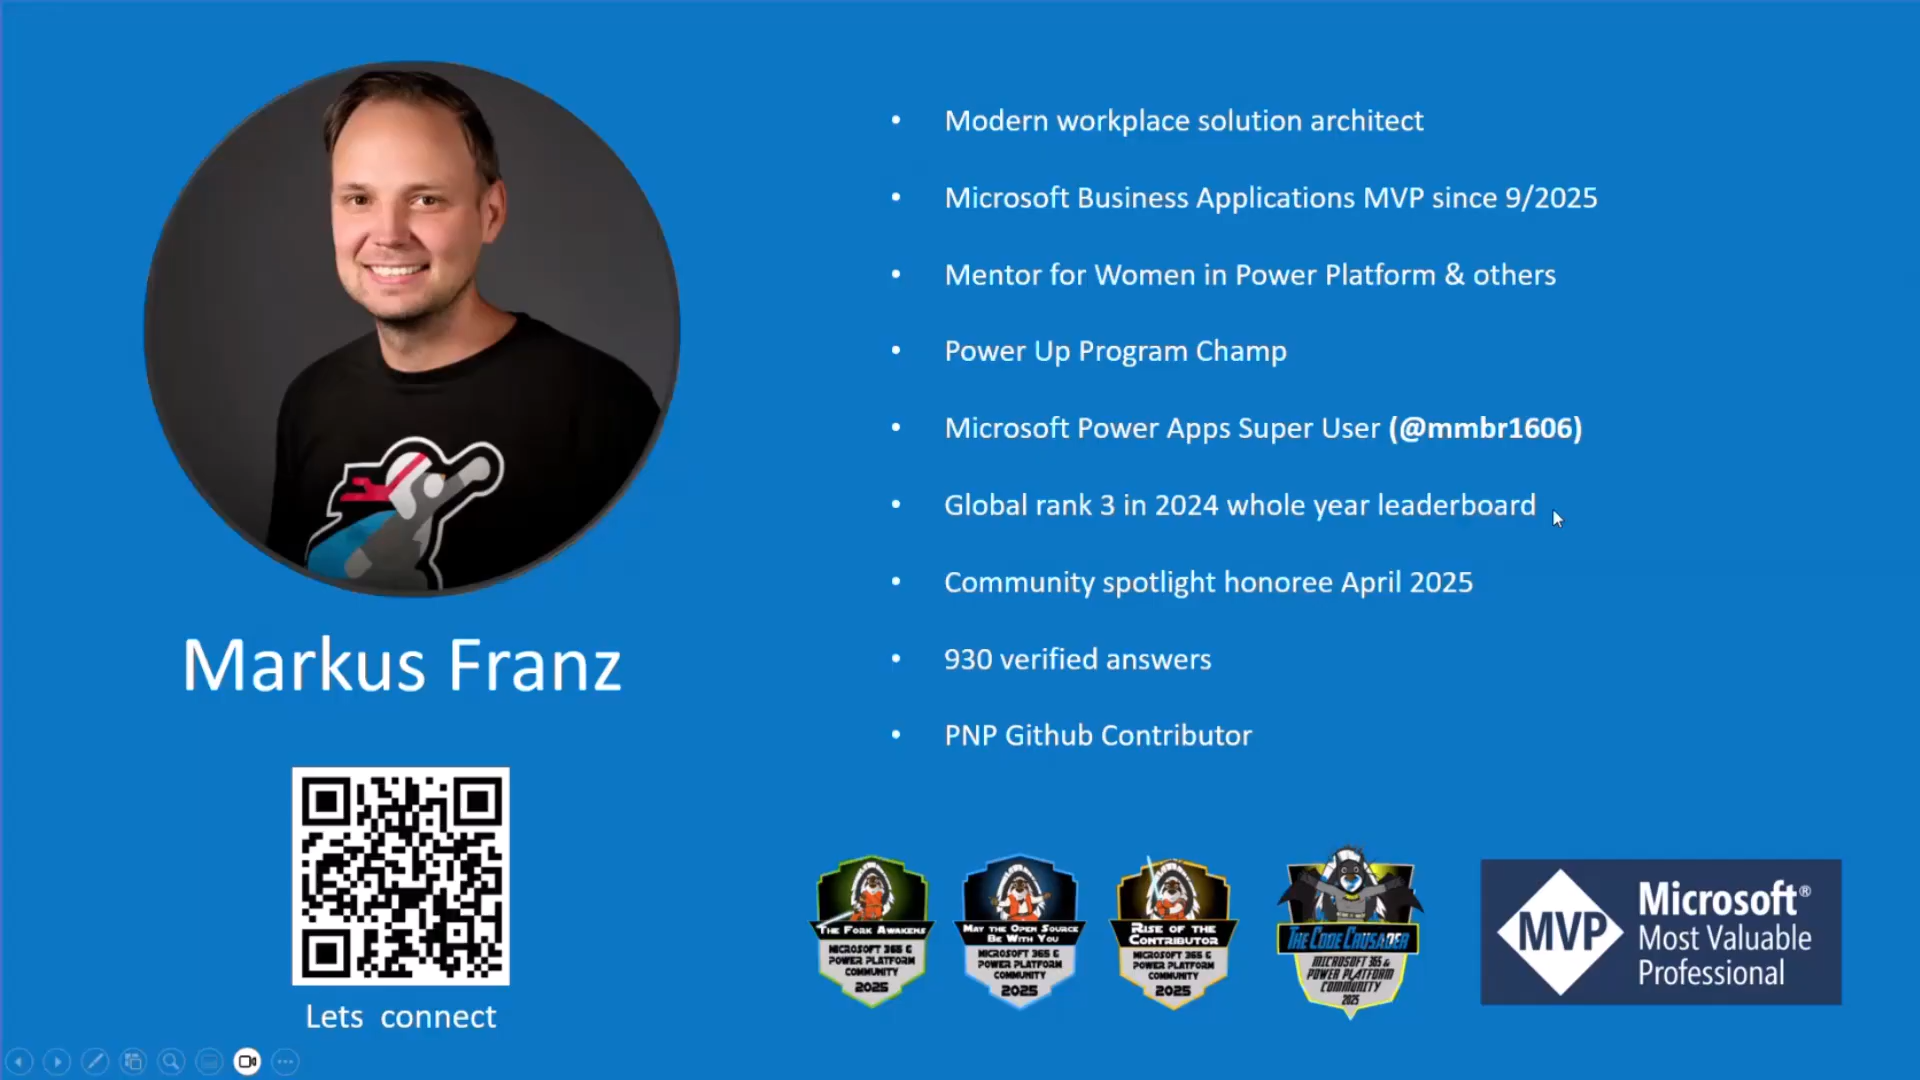 Modern workplace solution architect
Microsoft Business Applications MVP since 9/2025
Mentor for Women in Power Platform & others
Power Up Program Champ
Microsoft Power Apps Super User (@mmbr1606)
Global rank 3 in 2024 whole year leaderboard
Community spotlight honoree April 2025
930 verified answers
PNP Github Contributor
Markus Franz
Lets connect
The Fork Awakens
Microsoft 365 &
Power Platform
Community
2025
May the Open Source
Be With You
Microsoft 365 &
Power Platform
Community
2025
Rise of the
Contributor
Microsoft 365 &
Power Platform
Community
2025
The Code Crusader
Microsoft 365 &
Power Platform
Community
2025
MVP
Microsoft®
Most Valuable
Professional